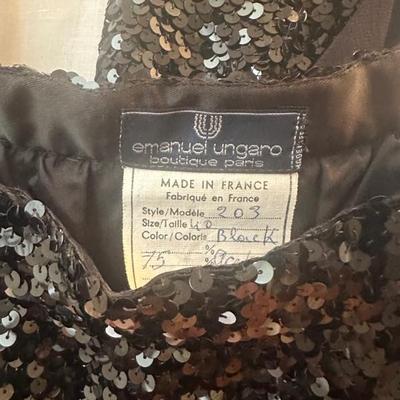 emanuel ungaro
boutique paris
MADE IN FRANCE
Fabriqué en France
Style/Modèle 203
Size/Taille 40
Color/Coloris Black
75 %
%